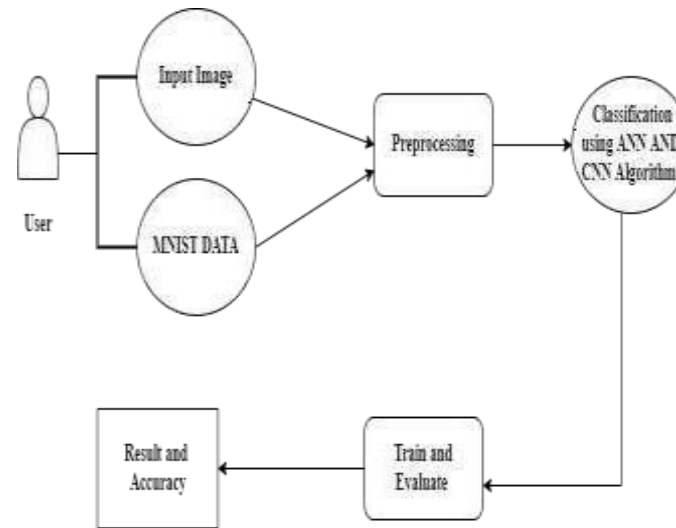 Input Image
User
MNIST DATA
Preprocessing
Classification
using ANN AND
CNN Algorithm
Train and
Evaluate
Result and
Accuracy